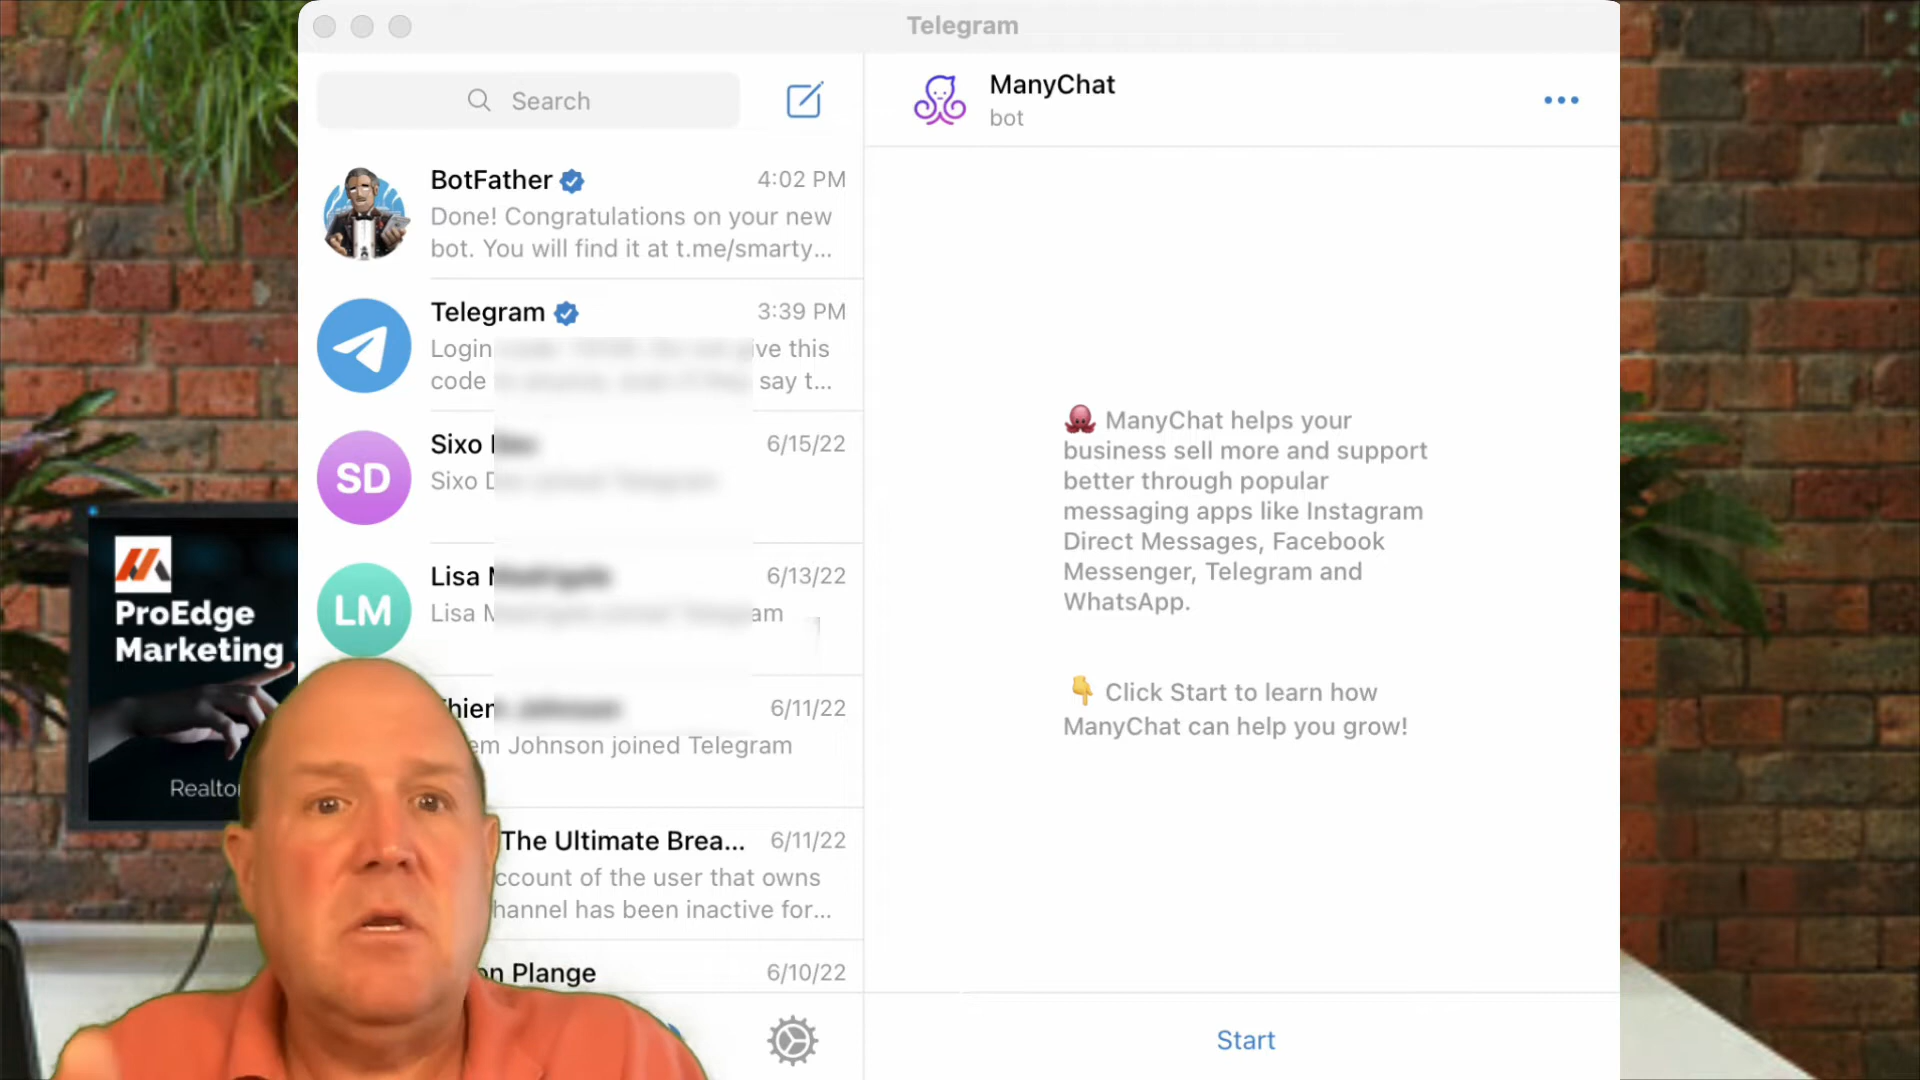 Telegram
Search
ManyChat
bot
BotFather
4:02 PM
Done! Congratulations on your new
bot. You will find it at t.me/smarty...
Telegram
3:39 PM
Login give this
code say t...
Sixo
6/15/22
Sixo
SD
Lisa
6/13/22
Lisa
LM
6/11/22
Johnson joined Telegram
The Ultimate Brea...
6/11/22
ccount of the user that owns
hannel has been inactive for...
on Plange
6/10/22
ManyChat helps your
business sell more and support
better through popular
messaging apps like Instagram
Direct Messages, Facebook
Messenger, Telegram and
WhatsApp.
Click Start to learn how
ManyChat can help you grow!
Start
ProEdge
Marketing
Realtor